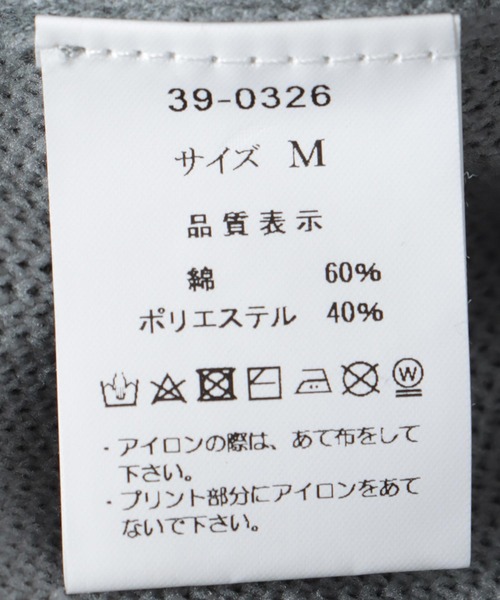 39-0326
サイズ M
品質表示
綿 60%
ポリエステル 40%
W
・アイロンの際は、あて布をして
下さい。
・プリント部分にアイロンをあて
ないで下さい。